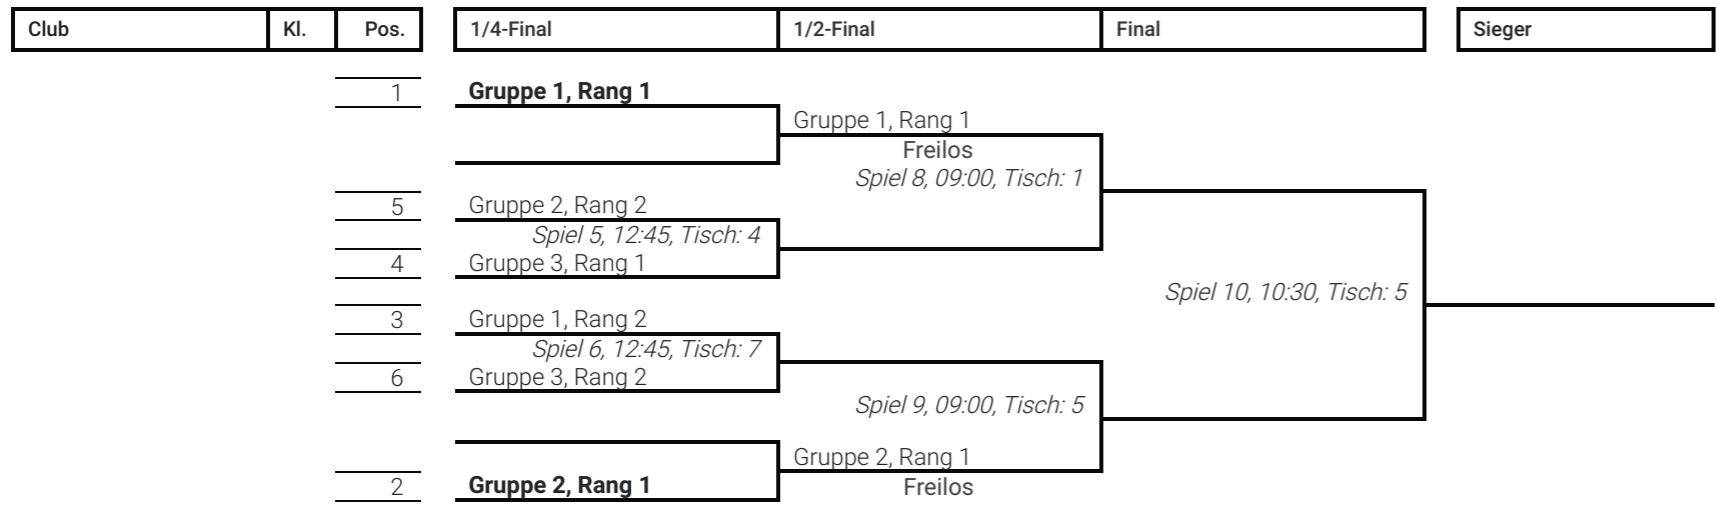 Club Kl. Pos. 1/4-Final 1/2-Final Final Sieger
1 Gruppe 1, Rang 1
Gruppe 1, Rang 1
Freilos
Spiel 8, 09:00, Tisch: 1
5 Gruppe 2, Rang 2
Spiel 5, 12:45, Tisch: 4
4 Gruppe 3, Rang 1
Spiel 10, 10:30, Tisch: 5
3 Gruppe 1, Rang 2
Spiel 6, 12:45, Tisch: 7
6 Gruppe 3, Rang 2
Spiel 9, 09:00, Tisch: 5
Gruppe 2, Rang 1
2 Gruppe 2, Rang 1
Freilos